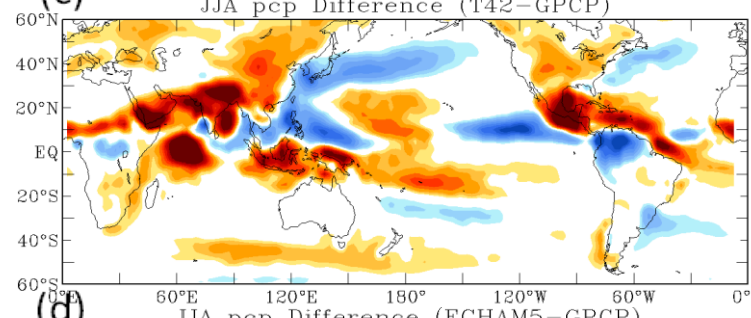 (c)
JJA pcp Difference (T42−GPCP)
60°N
40°N
20°N
EQ
20°S
40°S
60°S
0°E 60°E 120°E 180° 120°W 60°W 0°
(d)
JJA pcp Difference (ECHAM5−GPCP)